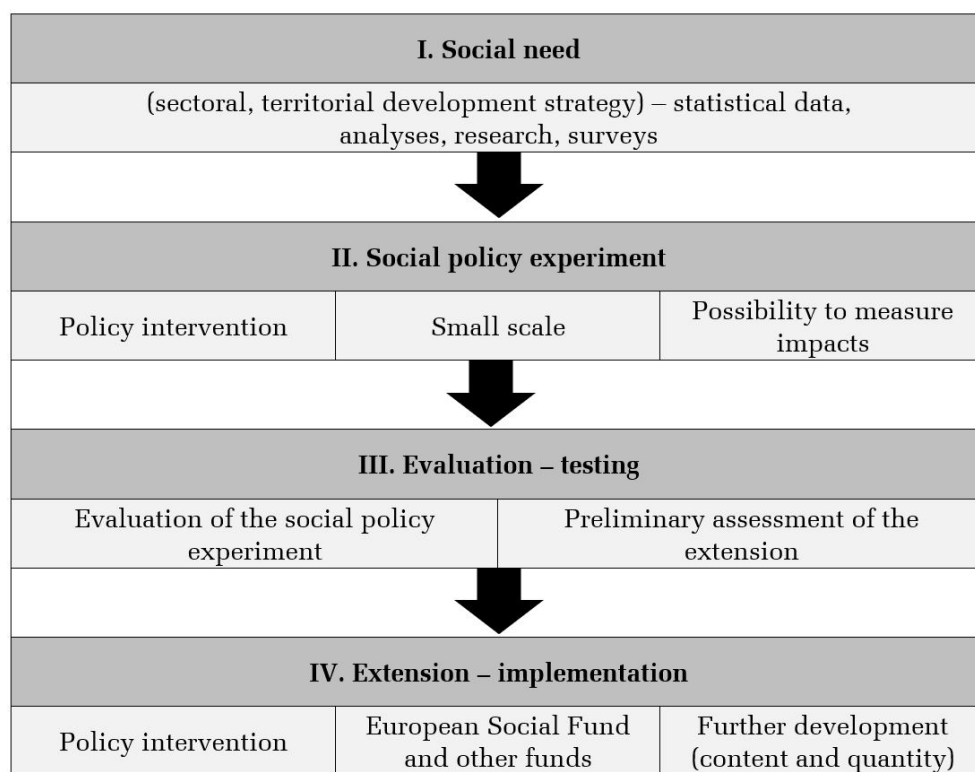 I. Social need
(sectoral, territorial development strategy) – statistical data,
analyses, research, surveys
II. Social policy experiment
Policy intervention
Small scale
Possibility to measure
impacts
III. Evaluation – testing
Evaluation of the social policy
experiment
Preliminary assessment of the
extension
IV. Extension – implementation
Policy intervention
European Social Fund
and other funds
Further development
(content and quantity)